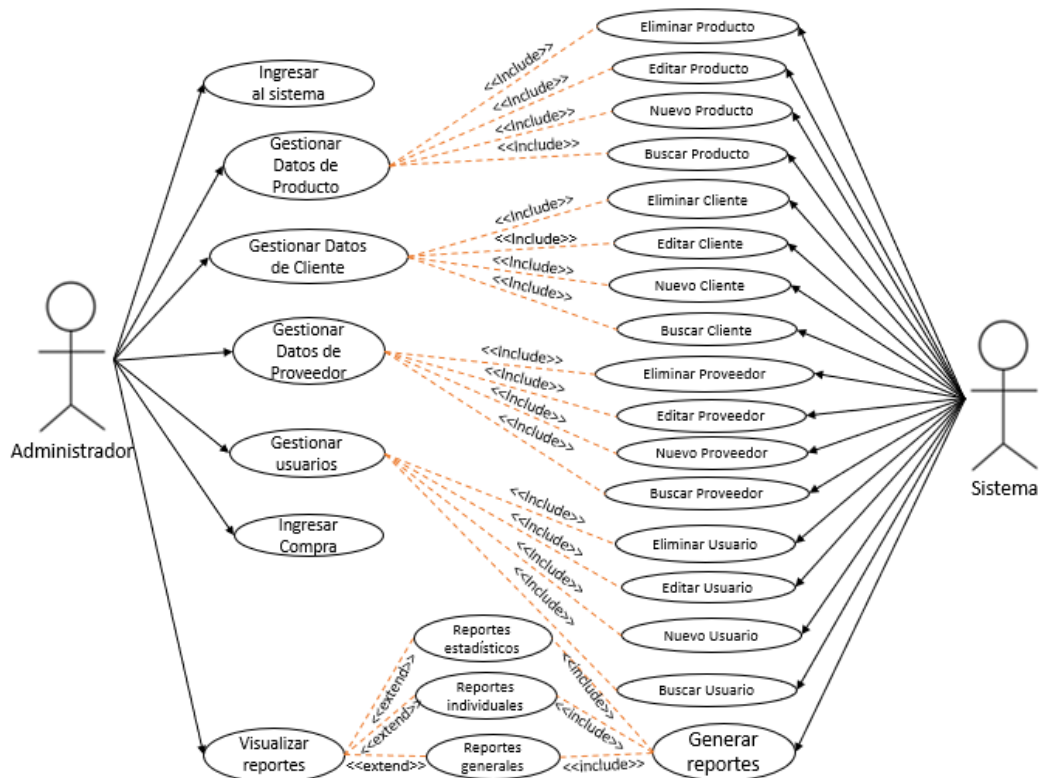 Eliminar Producto
<<Include>>
Editar Producto
<<Include>>
Nuevo Producto
<<Include>>
Buscar Producto
<<Include>>
Ingresar
al sistema
Gestionar
Datos de
Producto
Eliminar Cliente
<<Include>>
Editar Cliente
<<Include>>
Nuevo Cliente
<<Include>>
Buscar Cliente
<<Include>>
Gestionar Datos
de Cliente
Gestionar
Datos de
Proveedor
<<Include>>
Eliminar Proveedor
<<Include>>
Editar Proveedor
<<Include>>
Nuevo Proveedor
<<Include>>
Buscar Proveedor
Administrador
Sistema
Gestionar
usuarios
<<Include>>
Eliminar Usuario
<<Include>>
Editar Usuario
<<Include>>
Nuevo Usuario
<<Include>>
Buscar Usuario
Ingresar
Compra
Reportes
estadísticos
<<extend>>
<<include>>
Reportes
individuales
<<extend>>
<<include>>
Visualizar
reportes
<<extend>>
Reportes
generales
<<include>>
Generar
reportes